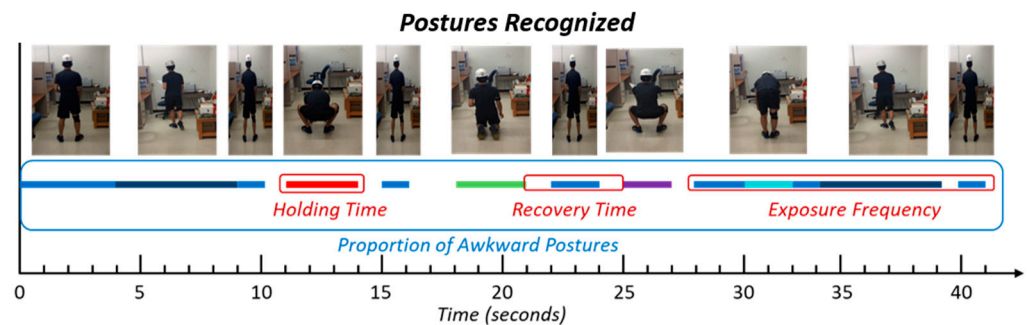 Postures Recognized
Holding Time
Recovery Time
Exposure Frequency
Proportion of Awkward Postures
0 5 10 15 20 25 30 35 40
Time (seconds)